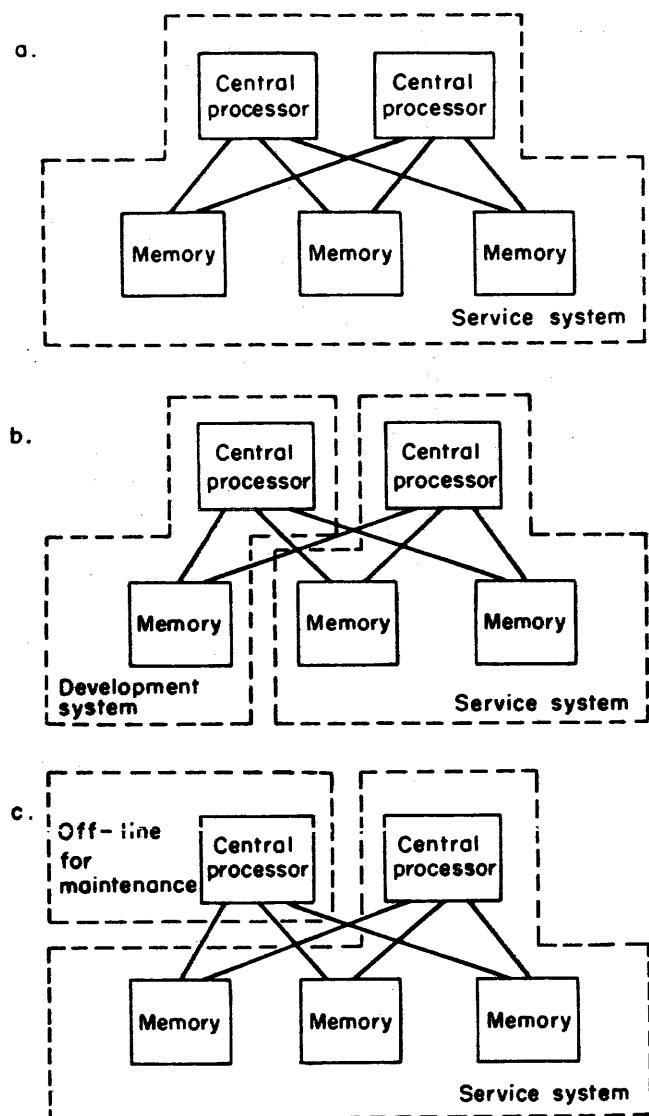 a.
Central
processor
Central
processor
Memory
Memory
Memory
Service system
b.
Central
processor
Central
processor
Memory
Memory
Memory
Development
system
Service system
c.
Off-line
for
maintenance
Central
processor
Central
processor
Memory
Memory
Memory
Service system